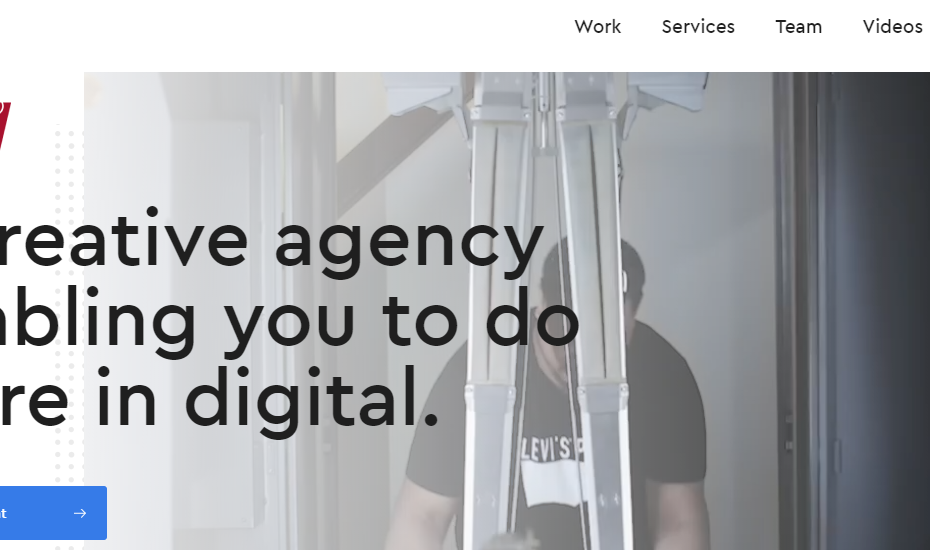 Work Services Team Videos
reative agency
abling you to do
re in digital.
LEVI'S